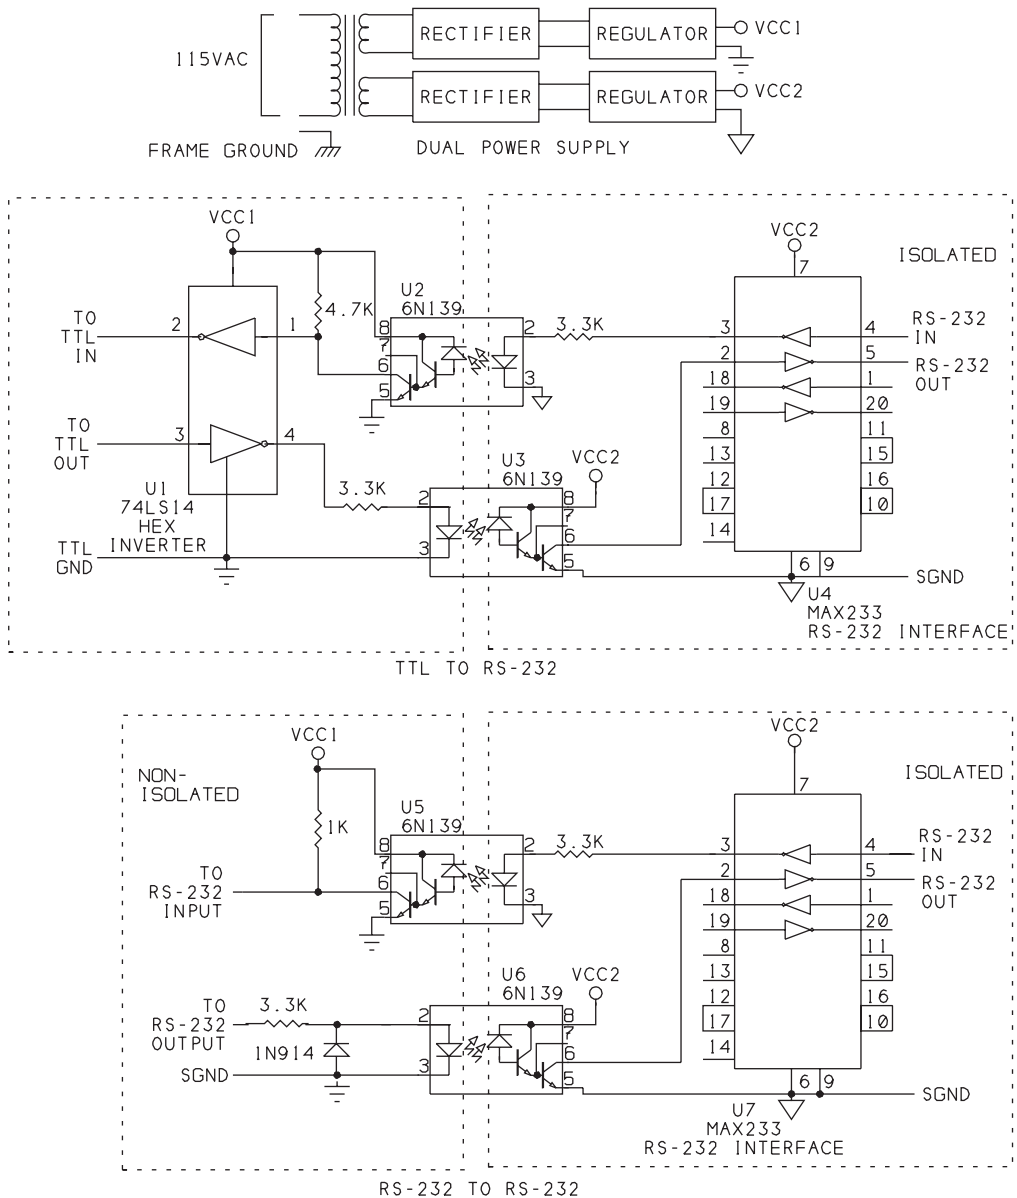 RECTIFIER
REGULATOR
VCC1
115VAC
RECTIFIER
REGULATOR
VCC2
FRAME GROUND
DUAL POWER SUPPLY
VCC1
VCC2
ISOLATED
7
U2
6N139
4.7K
TO
TTL
IN
2
1
8
7
6
5
2
3
3.3K
3
2
18
19
8
13
12
17
14
4
5
1
20
11
15
16
10
RS-232
IN
RS-232
OUT
TO
TTL
OUT
3
4
U1
74LS14
HEX
INVERTER
3.3K
U3
6N139
VCC2
2
3
8
7
6
5
TTL
GND
6
9
SGND
U4
MAX233
RS-232 INTERFACE
TTL TO RS-232
VCC1
VCC2
NON-
ISOLATED
ISOLATED
7
U5
6N139
1K
8
7
6
5
2
3
3.3K
3
2
18
19
8
13
12
17
14
4
5
1
20
11
15
16
10
RS-232
IN
RS-232
OUT
TO
RS-232
INPUT
U6
6N139
VCC2
TO
RS-232
OUTPUT
3.3K
1N914
SGND
2
3
8
7
6
5
6
9
SGND
U7
MAX233
RS-232 INTERFACE
RS-232 TO RS-232